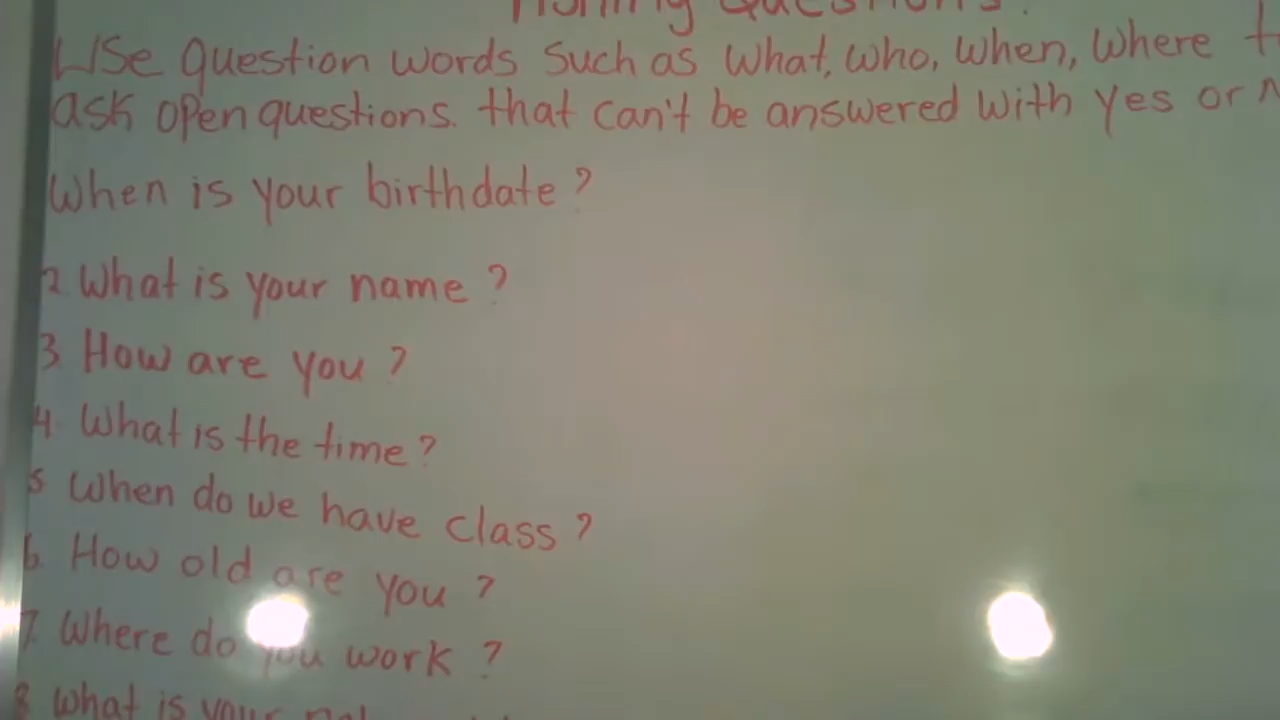 Questions.
Use question words such as what, who, when, where
ask open questions. that can't be answered with yes or
When is your birthdate?
2. What is your name?
3. How are you?
4. What is the time?
5 When do we have class?
6. How old are you?
7. Where do you work?
8 what is your